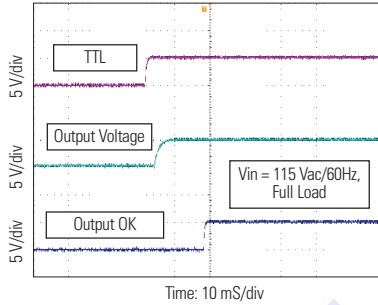 TTL
5 V/div
Output Voltage
5 V/div
Vin = 115 Vac/60Hz,
Full Load
Output OK
5 V/div
Time: 10 mS/div